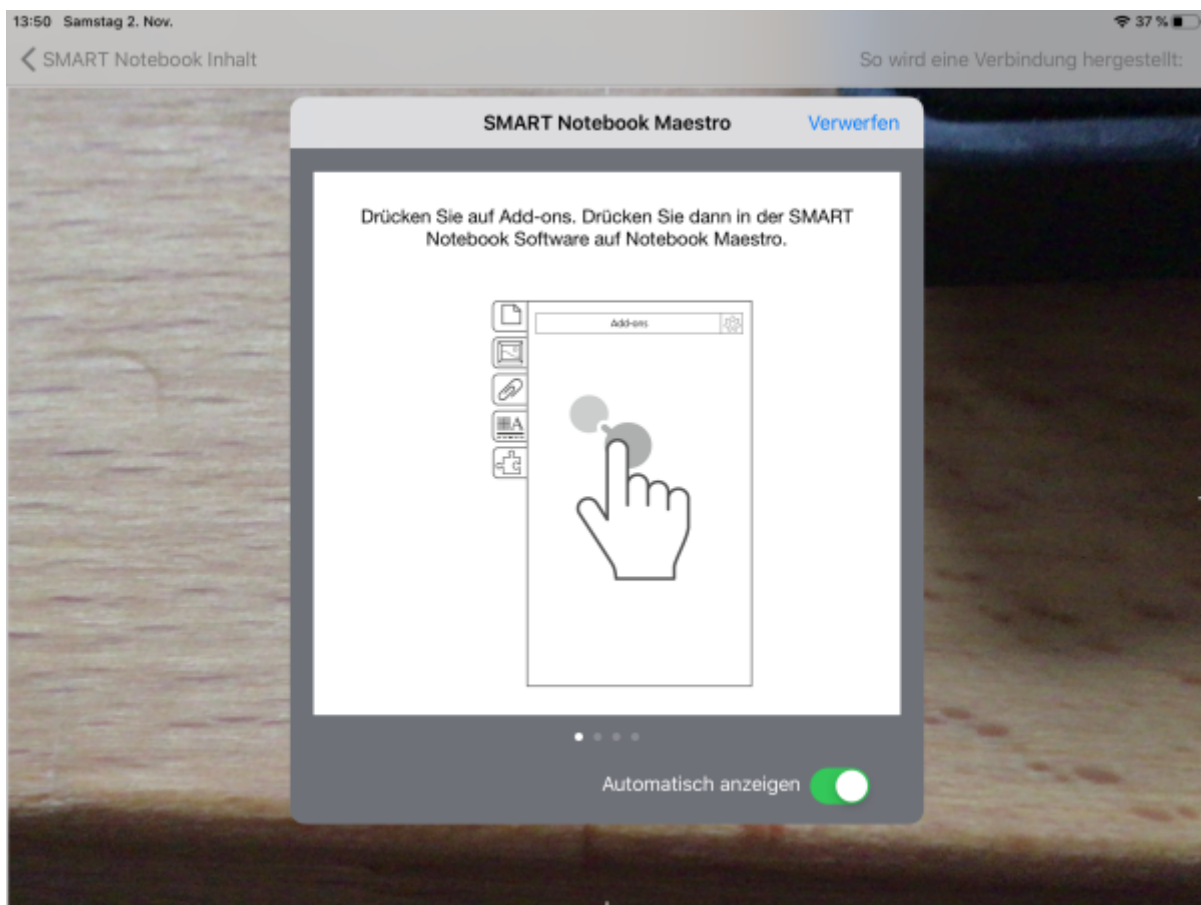 13:50 Samstag 2. Nov.
37 %
SMART Notebook Inhalt
So wird eine Verbindung hergestellt:
SMART Notebook Maestro
Verwerfen
Drücken Sie auf Add-ons. Drücken Sie dann in der SMART
Notebook Software auf Notebook Maestro.
Add-ons
A
Automatisch anzeigen